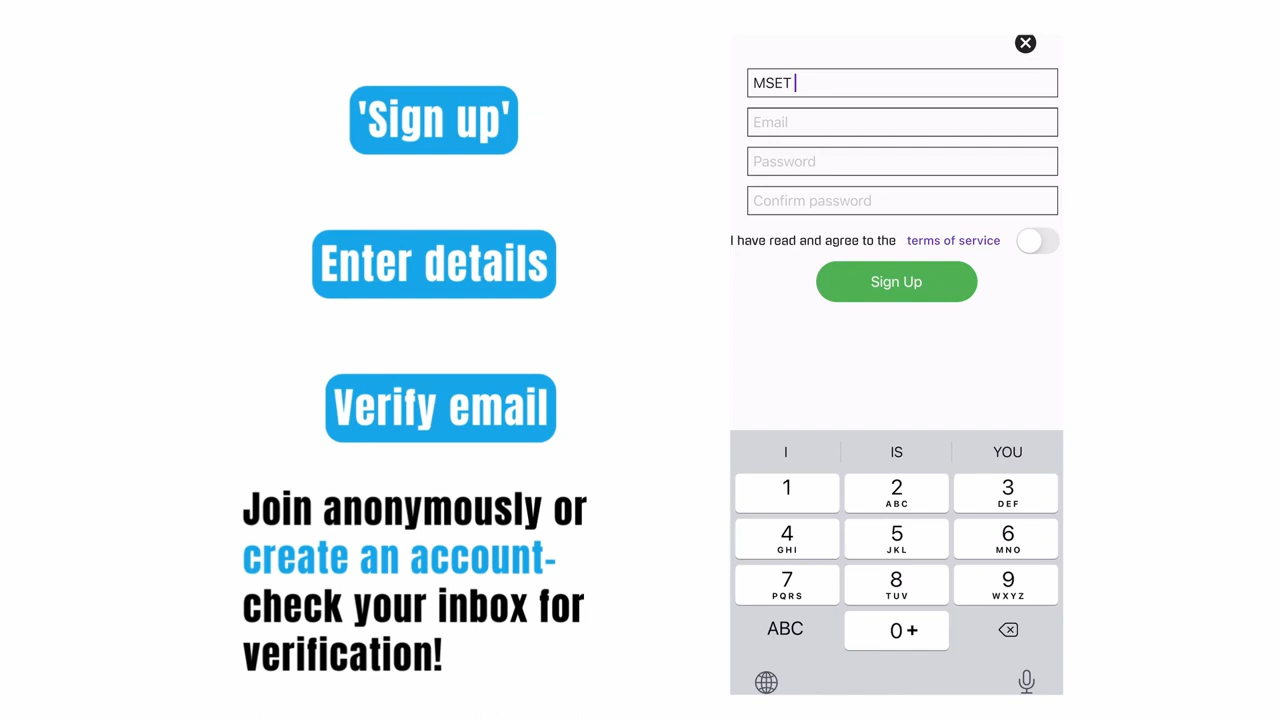 'Sign up'
Enter details
Verify email
Join anonymously or
create an account-
check your inbox for
verification!
MSET
Email
Password
Confirm password
I have read and agree to the terms of service
Sign Up
I IS YOU
1 2 3
ABC DEF
4 5 6
GHI JKL MNO
7 8 9
PQRS TUV WXYZ
ABC 0+